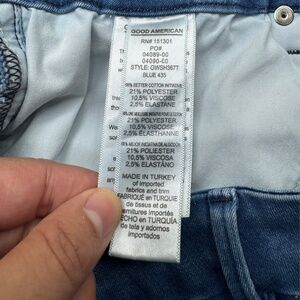 GOOD AMERICAN
RN# 151301
PO#
04089-00
04090-00
STYLE: GWSH367T
BLUE 435
21% POLYESTER
10,5% VISCOSE
2,5% ELASTANE
21% POLYESTER
10,5% VISCOSE
2,5% ÉLASTHANNE
21% POLIESTER
10,5% VISCOSA
2,5% ELASTANO
MADE IN TURKEY
of imported
fabrics and trim
FABRIQUÉ EN TURQUIE
de tissus et de
fournitures importés
HECHO EN TURQUÍA
de tela y adornos
importados